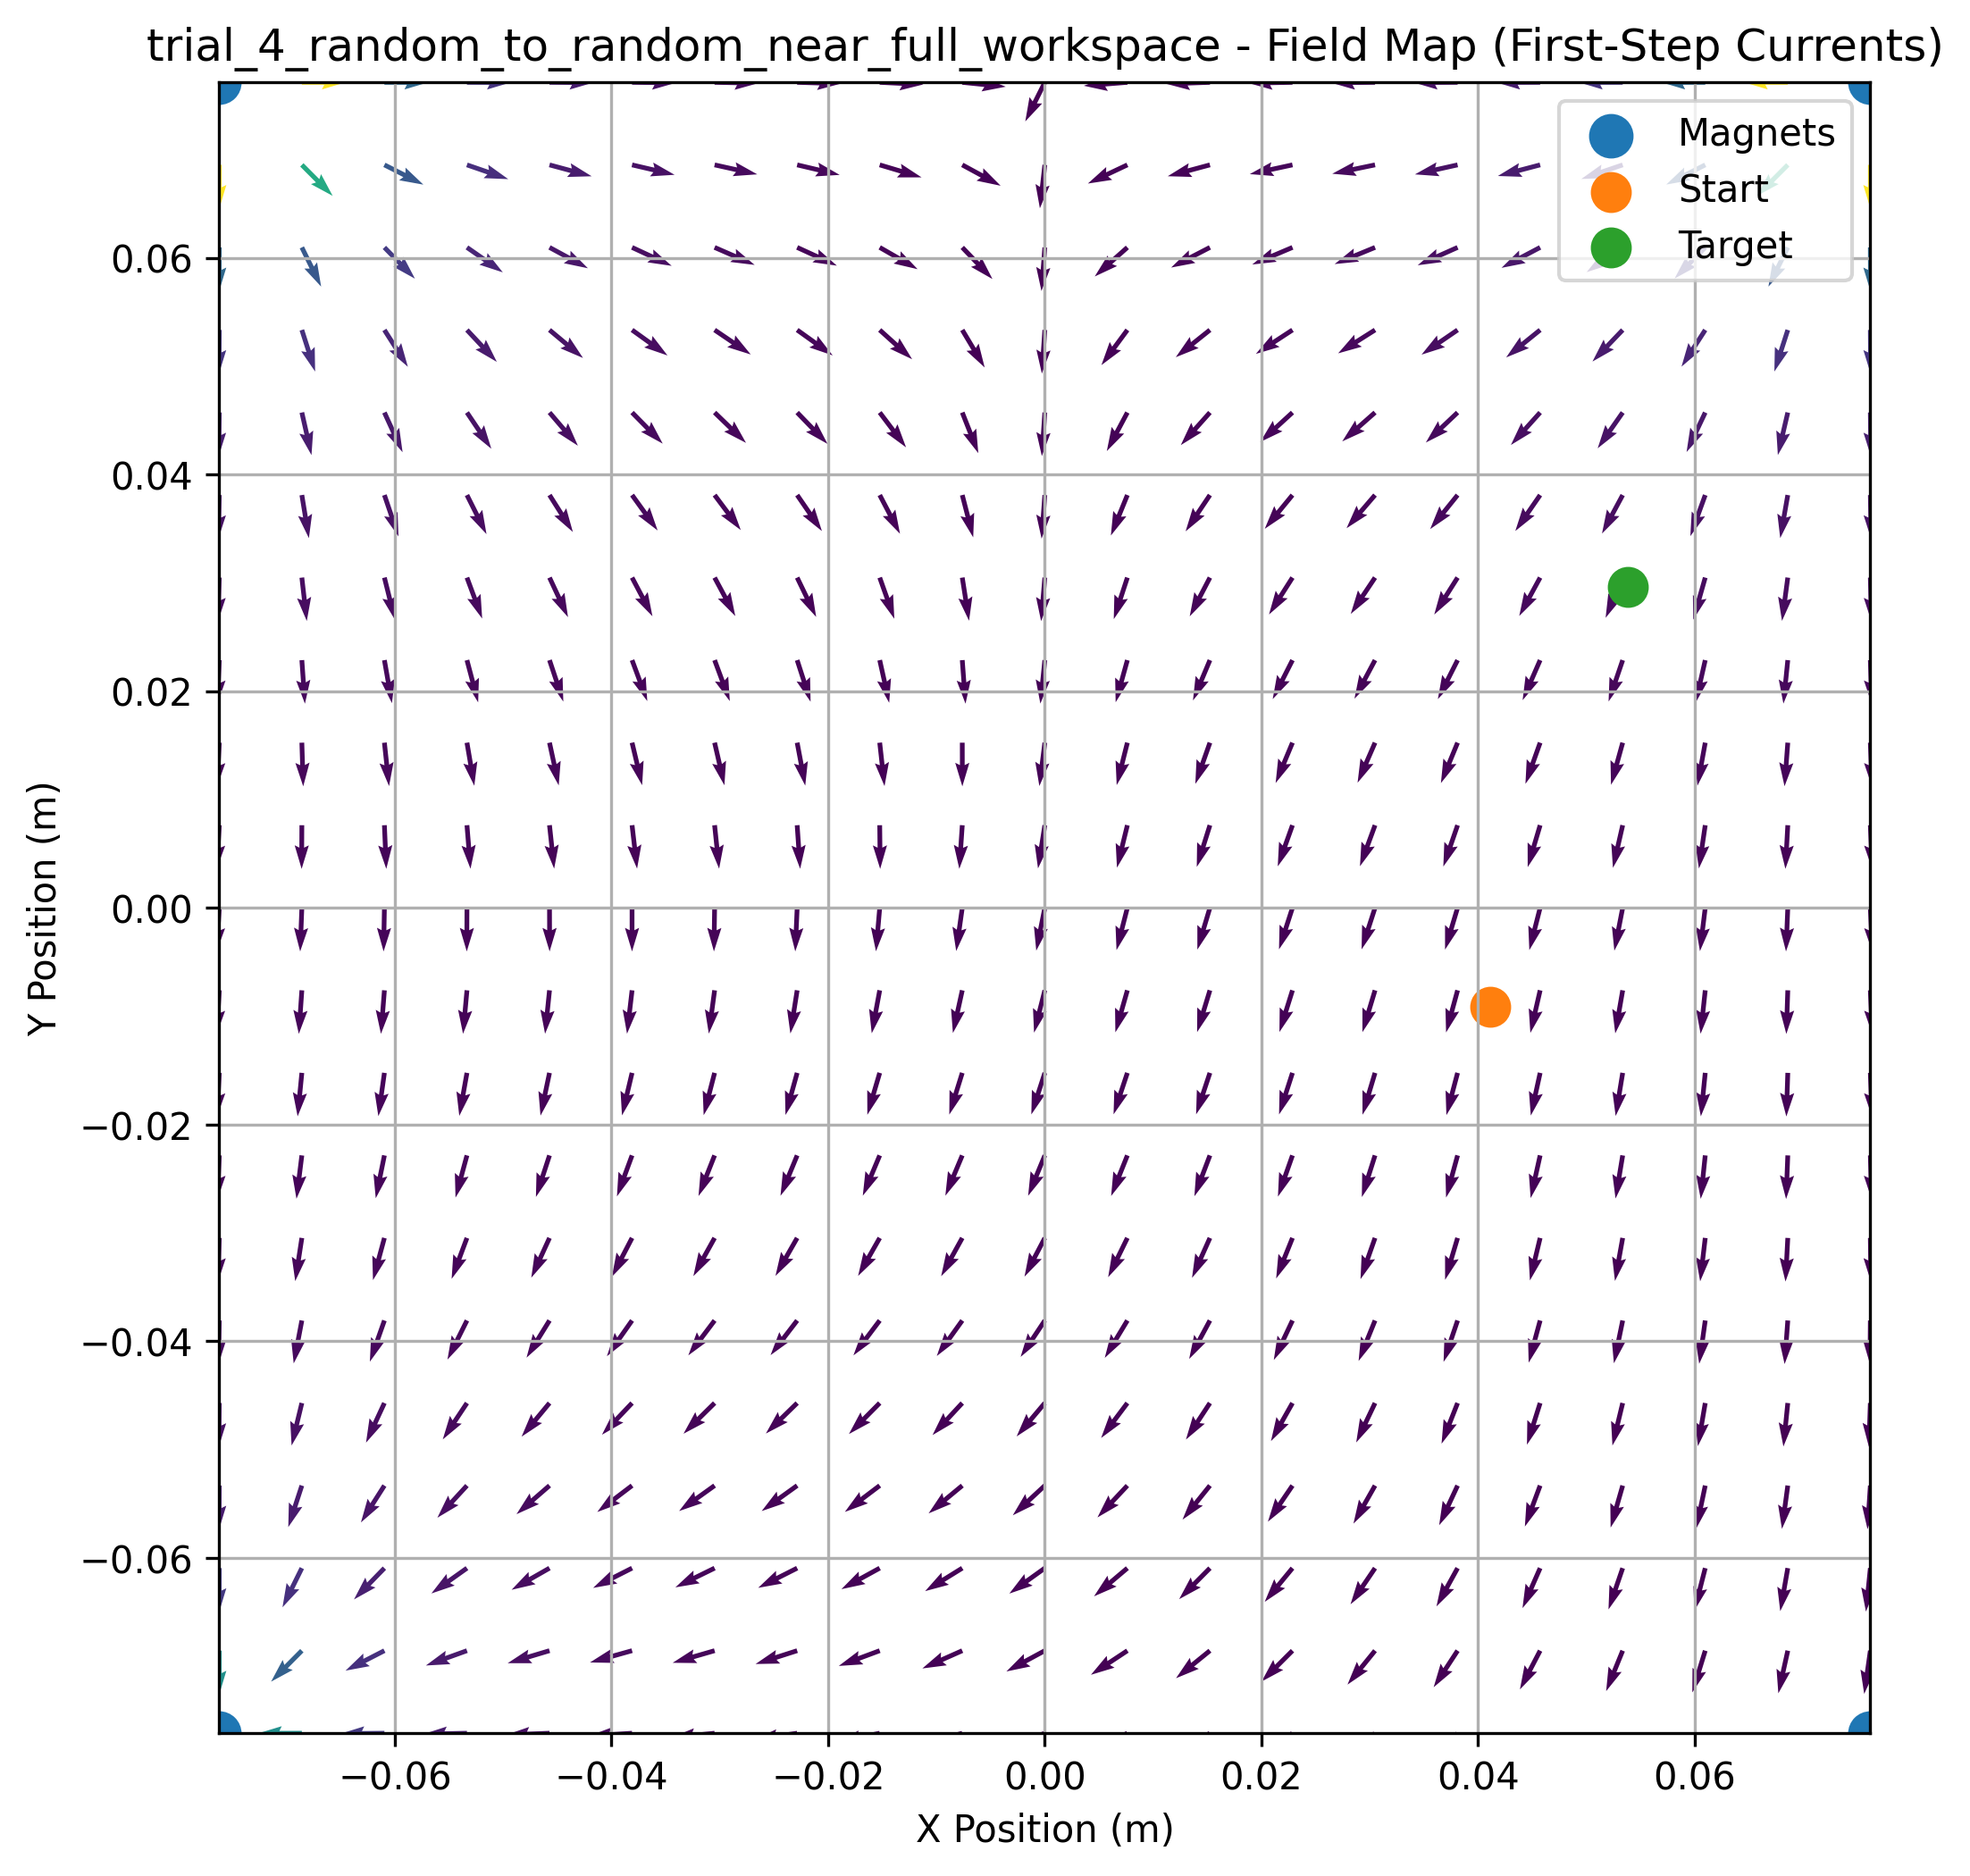 trial_4_random_to_random_near_full_workspace - Field Map (First-Step Currents)
Magnets
Start
Target
Y Position (m)
0.06
0.04
0.02
0.00
−0.02
−0.04
−0.06
−0.06
−0.04
−0.02
0.00
0.02
0.04
0.06
X Position (m)